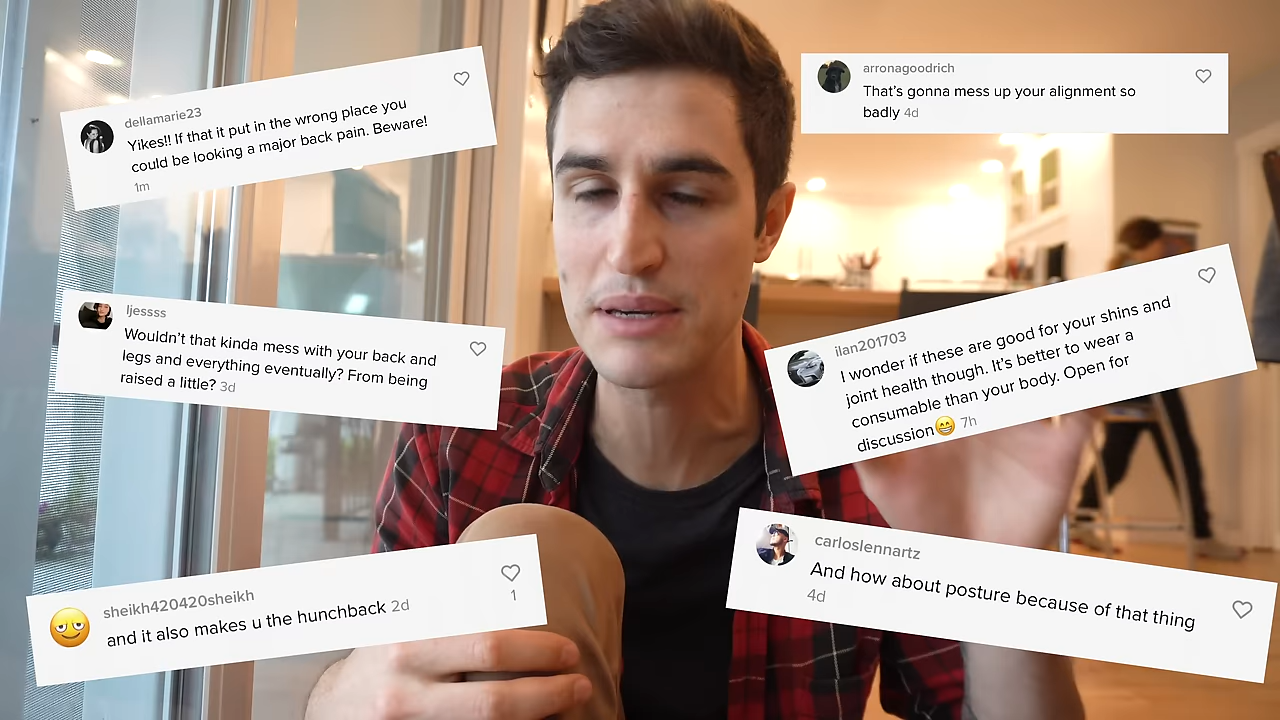 dellamarie23
Yikes!! If that it put in the wrong place you
could be looking a major back pain. Beware!
1m
arronagoodrich
That's gonna mess up your alignment so
badly 4d
ljessss
Wouldn't that kinda mess with your back and
legs and everything eventually? From being
raised a little? 3d
ilan201703
I wonder if these are good for your shins and
joint health though. It's better to wear a
consumable than your body. Open for
discussion😁 7h
sheikh420420sheikh
and it also makes u the hunchback 2d
1
carloslennartz
And how about posture because of that thing
4d